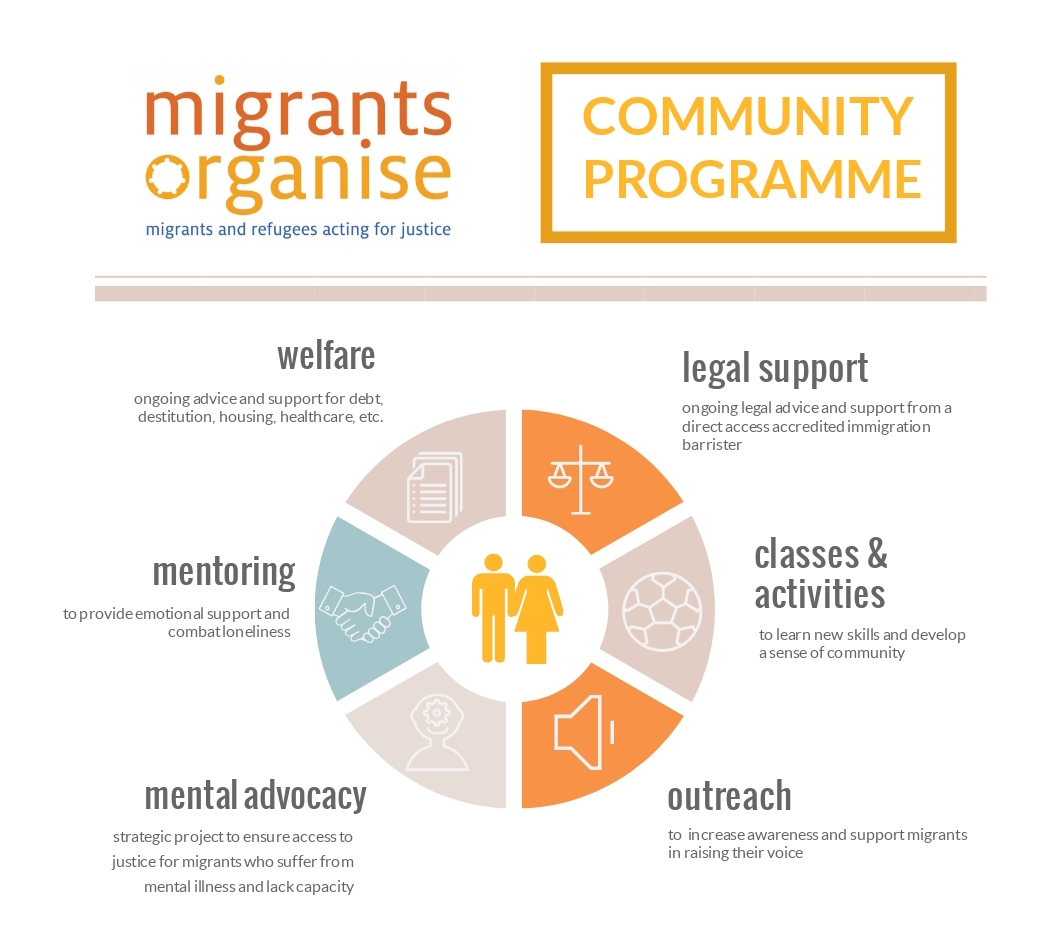 migrants
organise
migrants and refugees acting for justice
COMMUNITY
PROGRAMME
welfare
ongoing advice and support for debt,
destitution, housing, healthcare, etc.
legal support
ongoing legal advice and support from a
direct access accredited immigration
barrister
mentoring
to provide emotional support and
combat loneliness
classes &
activities
to learn new skills and develop
a sense of community
mental advocacy
strategic project to ensure access to
justice for migrants who suffer from
mental illness and lack capacity
outreach
to increase awareness and support migrants
in raising their voice